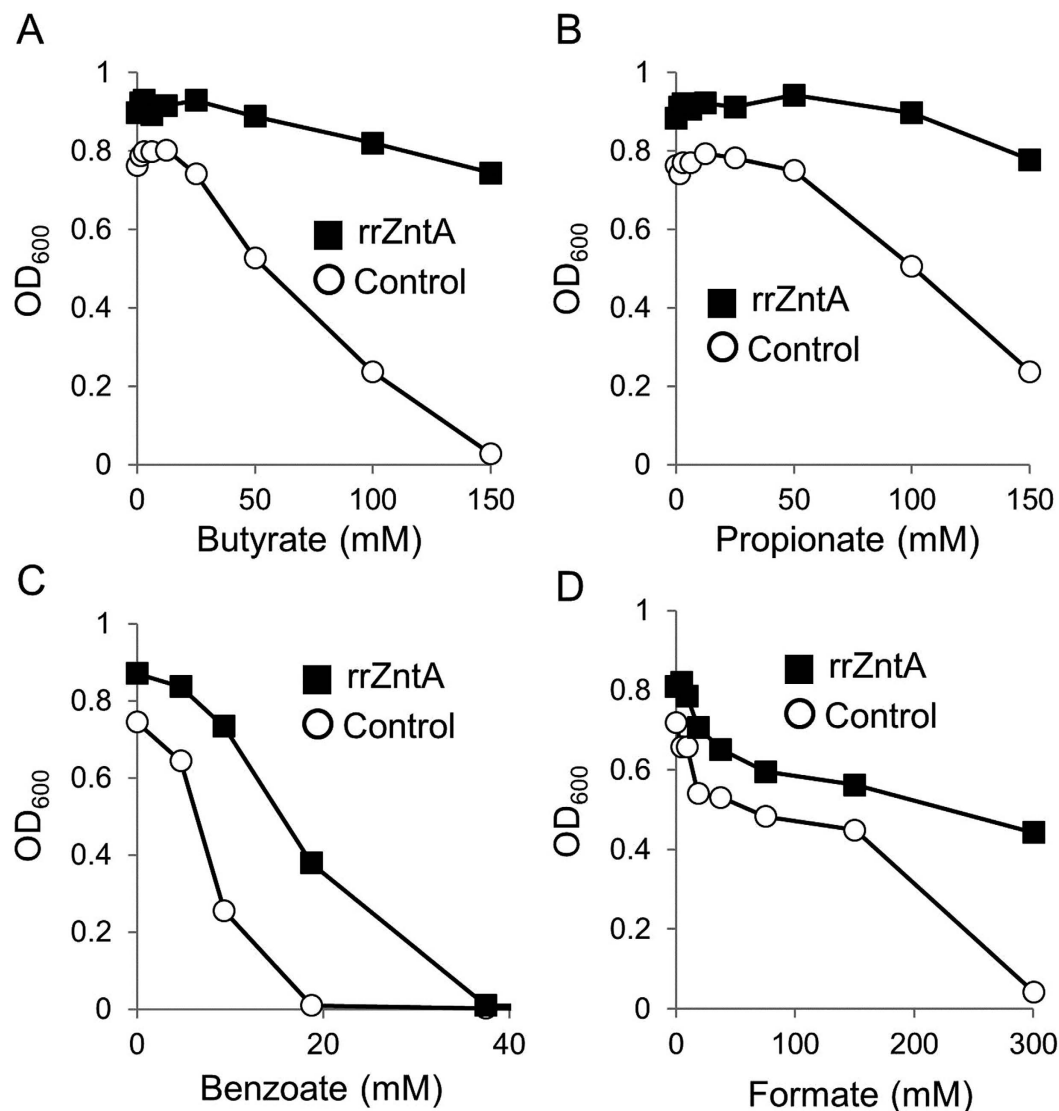 A
1
0.8
0.6
0.4
0.2
0
OD600
rrZntA
Control
0 50 100 150
Butyrate (mM)
B
1
0.8
0.6
0.4
0.2
0
OD600
rrZntA
Control
0 50 100 150
Propionate (mM)
C
1
0.8
0.6
0.4
0.2
0
OD600
rrZntA
Control
0 20 40
Benzoate (mM)
D
1
0.8
0.6
0.4
0.2
0
OD600
rrZntA
Control
0 100 200 300
Formate (mM)